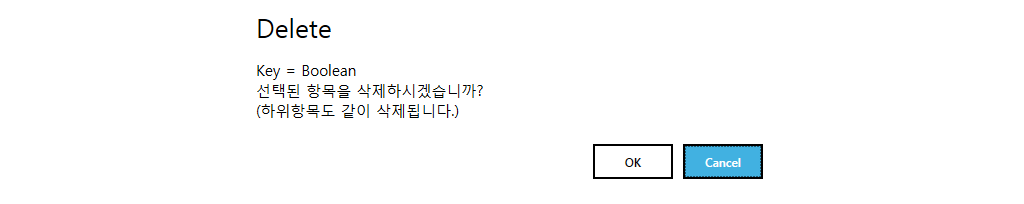 Delete
Key = Boolean
선택된 항목을 삭제하시겠습니까?
(하위항목도 같이 삭제됩니다.)
OK
Cancel